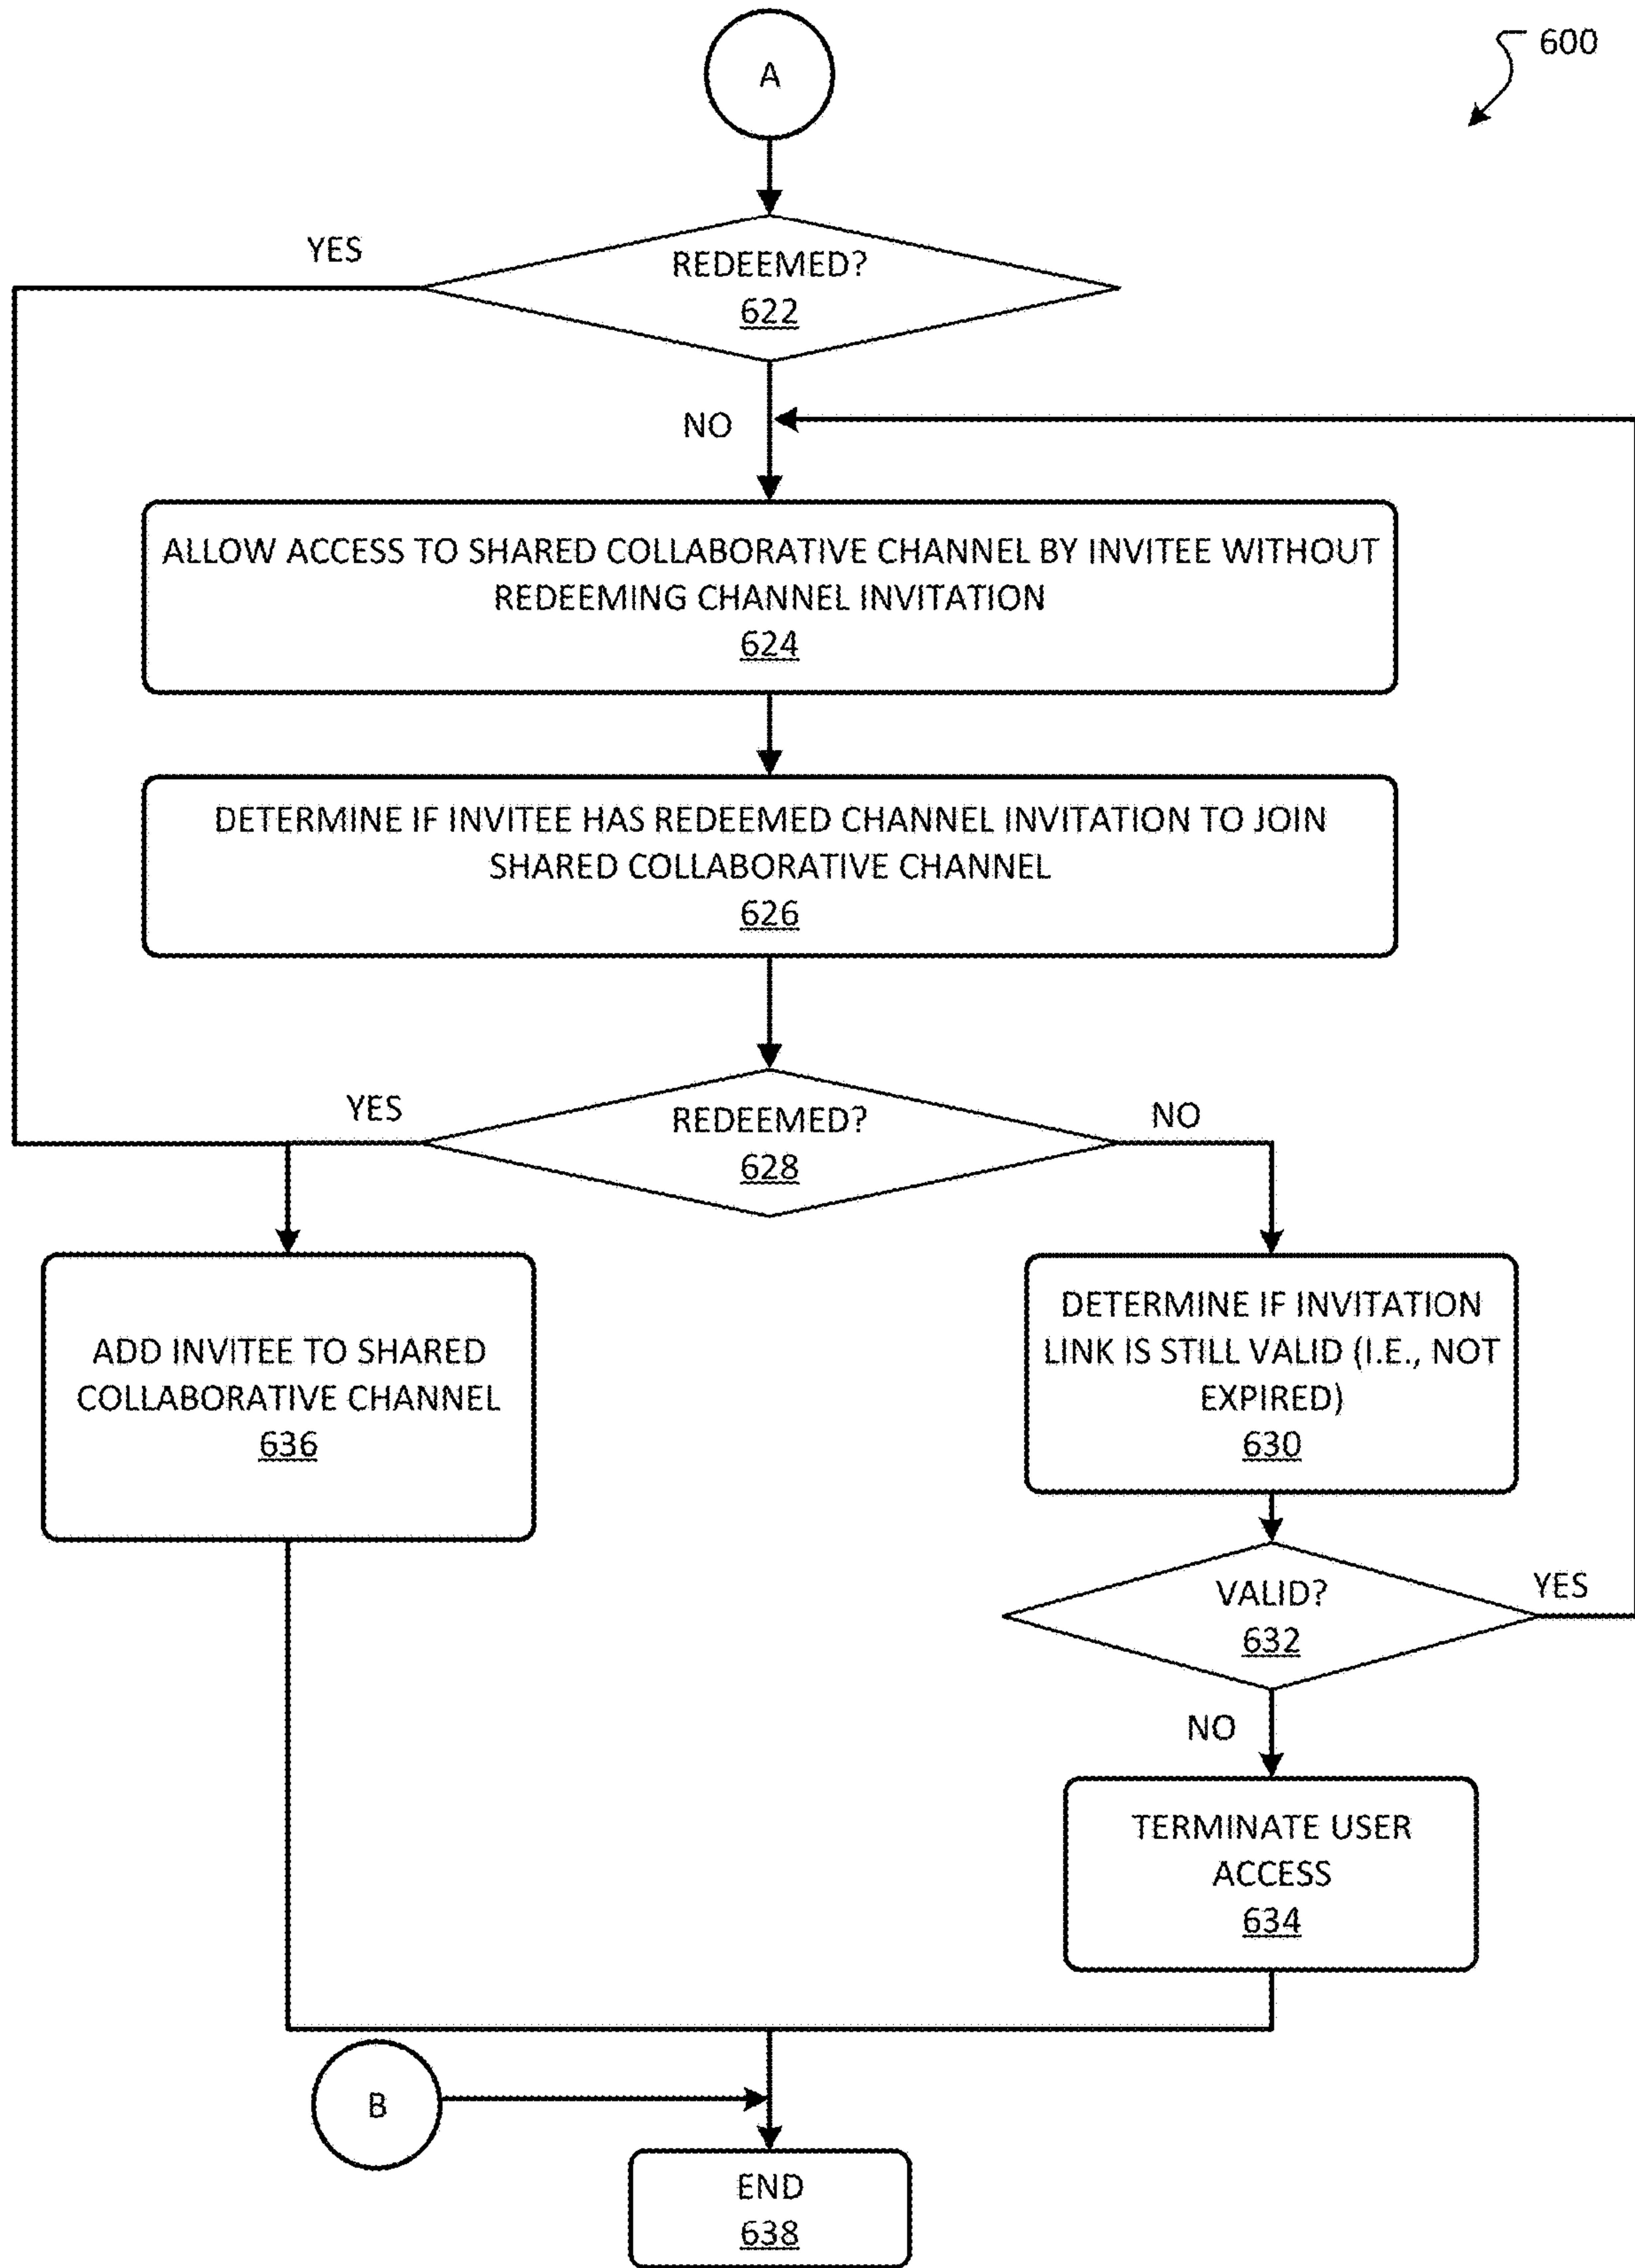 A
600
REDEEMED?
622
YES
NO
ALLOW ACCESS TO SHARED COLLABORATIVE CHANNEL BY INVITEE WITHOUT
REDEEMING CHANNEL INVITATION
624
DETERMINE IF INVITEE HAS REDEEMED CHANNEL INVITATION TO JOIN
SHARED COLLABORATIVE CHANNEL
626
REDEEMED?
628
YES
NO
ADD INVITEE TO SHARED
COLLABORATIVE CHANNEL
636
DETERMINE IF INVITATION
LINK IS STILL VALID (I.E., NOT
EXPIRED)
630
VALID?
632
YES
NO
TERMINATE USER
ACCESS
634
B
END
638